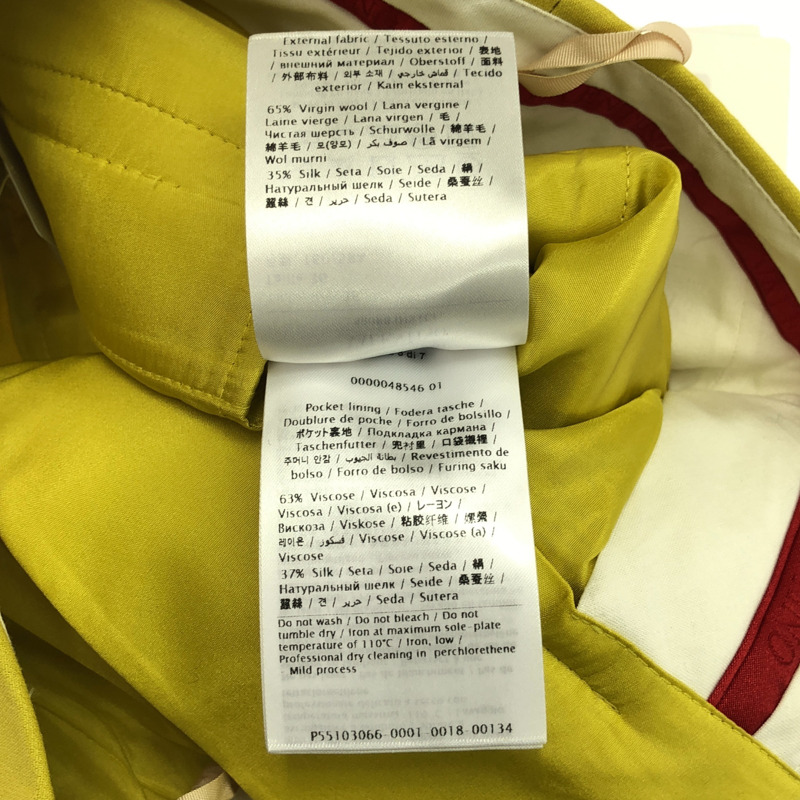 External fabric / Tessuto esterno /
Tissu extérieur / Tejido exterior / 表地
/ внешний материал / Oberstoff / 面料
/ 外部布料 / 외부 소재 / قماش خارجي / Tecido
exterior / Kain eksternal
65% Virgin wool / Lana vergine /
Laine vierge / Lana virgen / 毛 /
Чистая шерсть / Schurwolle / 綿羊毛 /
綿羊毛 / 모(양모) / صوف بكر / Lã virgem /
Wol murni
35% Silk / Seta / Soie / Seda / 絹 /
Натуральный шелк / Seide / 桑蚕丝 /
蠶絲 / 견 / حرير / Seda / Sutera
di 7
0000048546 01
Pocket lining / Fodera tasche /
Doublure de poche / Forro de bolsillo /
ポケット裏地 / Подкладка кармана /
Taschenfutter / 兜衬里 / 口袋襯裡 /
주머니 안감 / بطانة الجيوب / Revestimento de
bolso / Forro de bolso / Furing saku
63% Viscose / Viscosa / Viscose /
Viscosa / Viscosa (e) / レーヨン /
Вискоза / Viskose / 粘胶纤维 / 嫘縈 /
레이온 / فسكوز / Viscose / Viscose (a) /
Viscose
37% Silk / Seta / Soie / Seda / 絹 /
Натуральный шелк / Seide / 桑蚕丝 /
蠶絲 / 견 / حرير / Seda / Sutera
Do not wash / Do not bleach / Do not
tumble dry / Iron at maximum sole-plate
temperature of 110°C / Iron, low /
Professional dry cleaning in perchlorethene
- Mild process
P55103066-0001-0018-00134